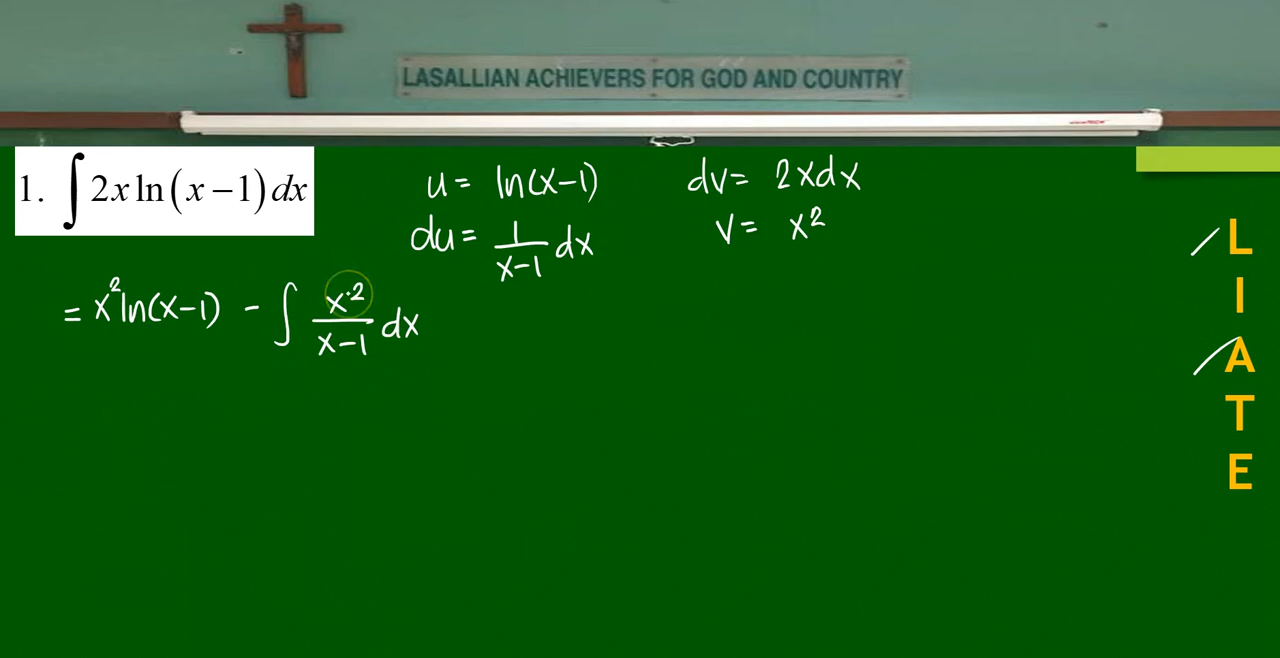 LASALLIAN ACHIEVERS FOR GOD AND COUNTRY
1. ∫ 2x ln(x − 1) dx
u = ln(x−1) dv = 2xdx
du = 1/(x−1) dx v = x²
= x² ln(x−1) − ∫ x²/(x−1) dx
L
I
A
T
E